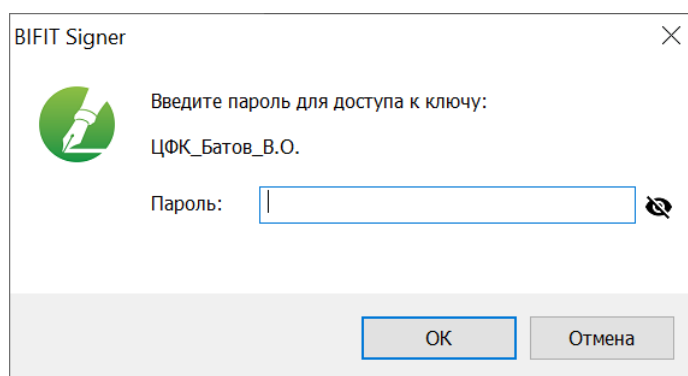 BIFIT Signer
Введите пароль для доступа к ключу:
ЦФК_Батов_В.О.
Пароль:
ОК Отмена